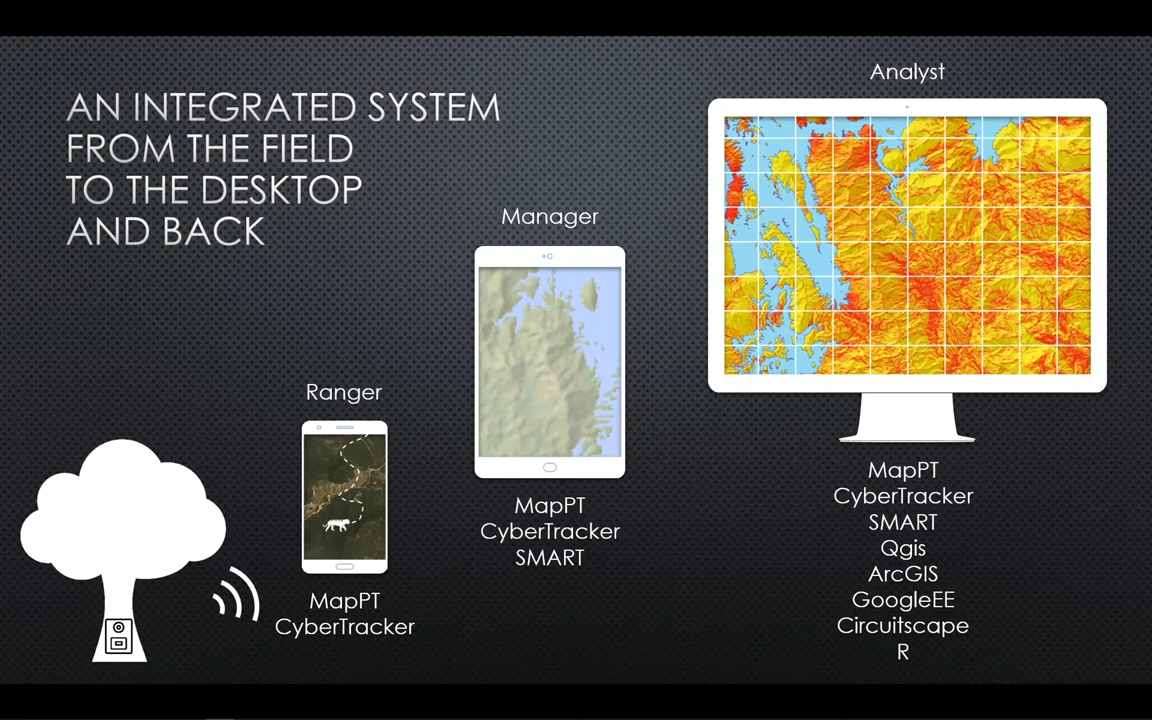 AN INTEGRATED SYSTEM
FROM THE FIELD
TO THE DESKTOP
AND BACK
Ranger
MapPT
CyberTracker
Manager
MapPT
CyberTracker
SMART
Analyst
MapPT
CyberTracker
SMART
Qgis
ArcGIS
GoogleEE
Circuitscape
R